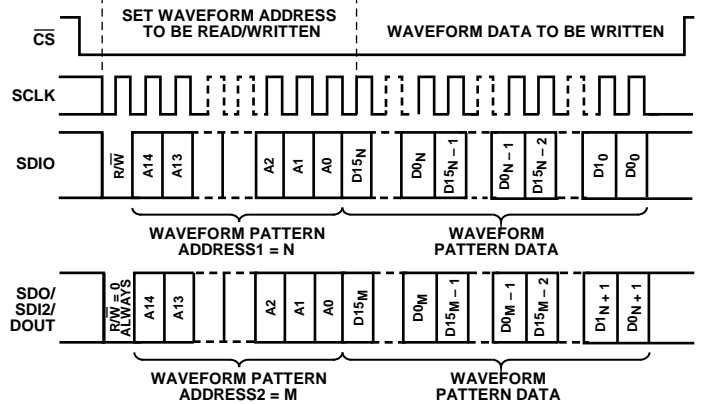 SET WAVEFORM ADDRESS
TO BE READ/WRITTEN
WAVEFORM DATA TO BE WRITTEN
CS
SCLK
SDIO
R/W
A14
A13
A2
A1
A0
D15N
D0N
D15N – 1
D0N – 1
D15N – 2
D10
D00
WAVEFORM PATTERN
ADDRESS1 = N
WAVEFORM
PATTERN DATA
SDO/
SDI2/
DOUT
R/W = 0
ALWAYS
A14
A13
A2
A1
A0
D15M
D0M
D15M – 1
D0M – 1
D15M – 2
D1N + 1
D0N + 1
WAVEFORM PATTERN
ADDRESS2 = M
WAVEFORM
PATTERN DATA